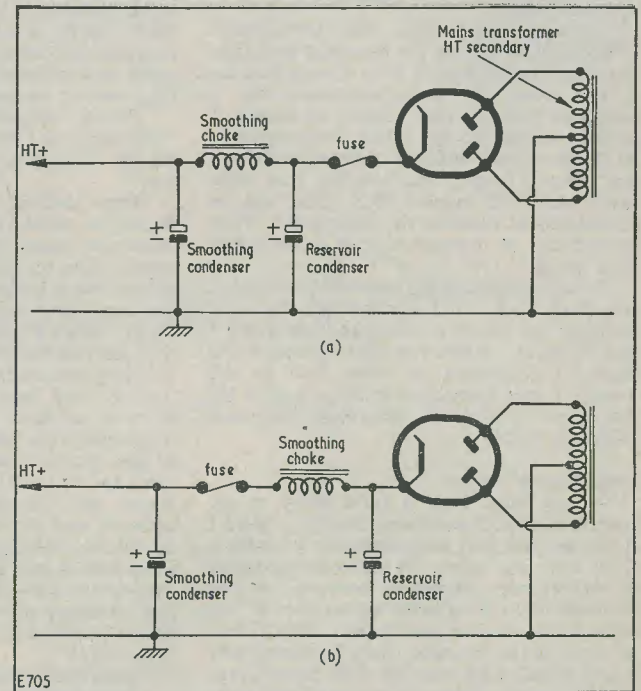 Mains transformer
HT secondary
Smoothing
choke
fuse
HT+
+
−
Smoothing
condenser
+
−
Reservoir
condenser
(a)
Smoothing
choke
fuse
HT+
+
−
Smoothing
condenser
+
−
Reservoir
condenser
(b)
E705